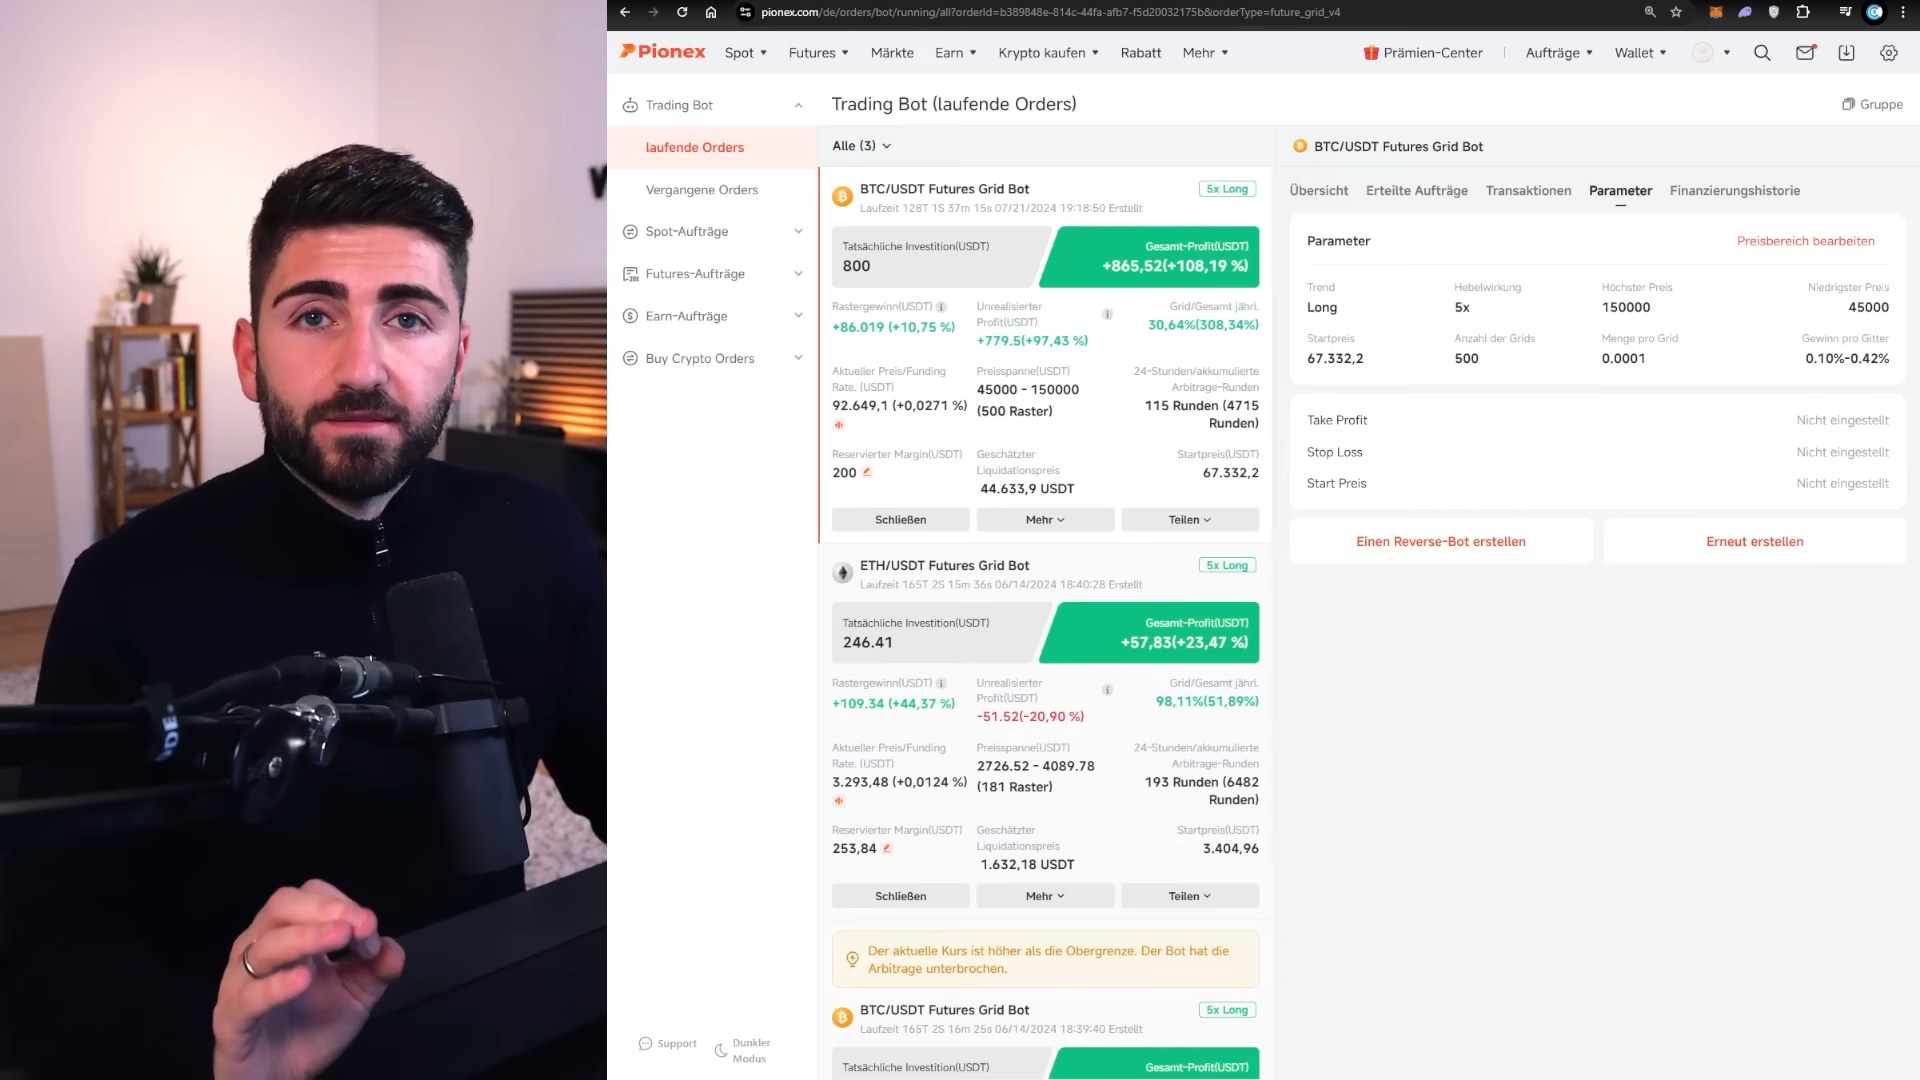 pionex.com/de/orders/bot/running/all?orderId=b389848e-814c-44fa-afb7-f5d20032175b&orderType=future_grid_v4
Pionex
Spot
Futures
Märkte
Earn
Krypto kaufen
Rabatt
Mehr
Prämien-Center
Aufträge
Wallet
Trading Bot
laufende Orders
Vergangene Orders
Spot-Aufträge
Futures-Aufträge
Earn-Aufträge
Buy Crypto Orders
Support
Dunkler
Modus
Trading Bot (laufende Orders)
Gruppe
Alle (3)
BTC/USDT Futures Grid Bot
5x Long
Laufzeit 128T 1S 37m 15s 07/21/2024 19:18:50 Erstellt
Tatsächliche Investition(USDT)
800
Gesamt-Profit(USDT)
+865,52(+108,19 %)
Rastergewinn(USDT)
+86.019 (+10,75 %)
Unrealisierter
Profit(USDT)
+779.5(+97,43 %)
Grid/Gesamt jährl.
30,64%(308,34%)
Aktueller Preis/Funding
Rate. (USDT)
92.649,1 (+0,0271 %)
Preisspanne(USDT)
45000 - 150000
(500 Raster)
24-Stunden/akkumulierte
Arbitrage-Runden
115 Runden (4715
Runden)
Reservierter Margin(USDT)
200
Geschätzter
Liquidationspreis
44.633,9 USDT
Startpreis(USDT)
67.332,2
Schließen
Mehr
Teilen
ETH/USDT Futures Grid Bot
5x Long
Laufzeit 165T 2S 15m 36s 06/14/2024 18:40:28 Erstellt
Tatsächliche Investition(USDT)
246.41
Gesamt-Profit(USDT)
+57,83(+23,47 %)
Rastergewinn(USDT)
+109.34 (+44,37 %)
Unrealisierter
Profit(USDT)
-51.52(-20,90 %)
Grid/Gesamt jährl.
98,11%(51,89%)
Aktueller Preis/Funding
Rate. (USDT)
3.293,48 (+0,0124 %)
Preisspanne(USDT)
2726.52 - 4089.78
(181 Raster)
24-Stunden/akkumulierte
Arbitrage-Runden
193 Runden (6482
Runden)
Reservierter Margin(USDT)
253,84
Geschätzter
Liquidationspreis
1.632,18 USDT
Startpreis(USDT)
3.404,96
Schließen
Mehr
Teilen
Der aktuelle Kurs ist höher als die Obergrenze. Der Bot hat die
Arbitrage unterbrochen.
BTC/USDT Futures Grid Bot
5x Long
Laufzeit 165T 2S 16m 25s 06/14/2024 18:39:40 Erstellt
Tatsächliche Investition(USDT)
Gesamt-Profit(USDT)
BTC/USDT Futures Grid Bot
Übersicht
Erteilte Aufträge
Transaktionen
Parameter
Finanzierungshistorie
Parameter
Preisbereich bearbeiten
Trend
Long
Hebelwirkung
5x
Höchster Preis
150000
Niedrigster Preis
45000
Startpreis
67.332,2
Anzahl der Grids
500
Menge pro Grid
0.0001
Gewinn pro Gitter
0.10%-0.42%
Take Profit
Nicht eingestellt
Stop Loss
Nicht eingestellt
Start Preis
Nicht eingestellt
Einen Reverse-Bot erstellen
Erneut erstellen